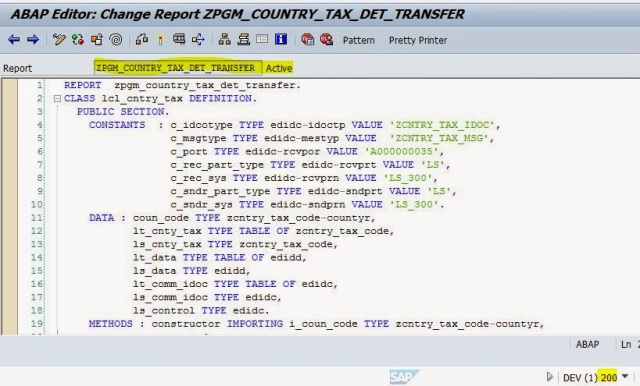 ABAP Editor: Change Report ZPGM_COUNTRY_TAX_DET_TRANSFER
Pattern Pretty Printer
Report ZPGM_COUNTRY_TAX_DET_TRANSFER Active
1 REPORT zpgm_country_tax_det_transfer.
2 CLASS lcl_cntry_tax DEFINITION.
3 PUBLIC SECTION.
4 CONSTANTS : c_idcotype TYPE edidc-idoctp VALUE 'ZCNTRY_TAX_IDOC',
5 c_msgtype TYPE edidc-mestyp VALUE 'ZCNTRY_TAX_MSG',
6 c_port TYPE edidc-rcvpor VALUE 'A000000035',
7 c_rec_part_type TYPE edidc-rcvprt VALUE 'LS',
8 c_rec_sys TYPE edidc-rcvprn VALUE 'LS_300',
9 c_sndr_part_type TYPE edidc-sndprt VALUE 'LS',
10 c_sndr_sys TYPE edidc-sndprn VALUE 'LS_300'.
11 DATA : coun_code TYPE zcntry_tax_code-countyr,
12 lt_cnty_tax TYPE TABLE OF zcntry_tax_code,
13 ls_cnty_tax TYPE zcntry_tax_code,
14 lt_data TYPE TABLE OF edidd,
15 ls_data TYPE edidd,
16 lt_comm_idoc TYPE TABLE OF edidc,
17 ls_comm_idoc TYPE edidc,
18 ls_control TYPE edidc.
19 METHODS : constructor IMPORTING i_coun_code TYPE zcntry_tax_code-countyr,
ABAP Ln
SAP DEV (1) 200